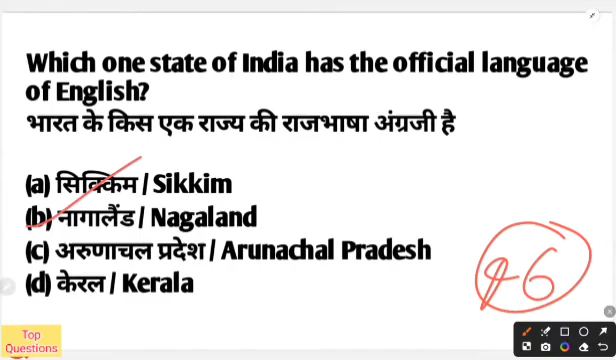 Which one state of India has the official language
of English?
भारत के किस एक राज्य की राजभाषा अंग्रजी है
(a) सिक्किम / Sikkim
(b) नागालैंड / Nagaland
(c) अरुणाचल प्रदेश / Arunachal Pradesh
(d) केरल / Kerala
Top
Questions